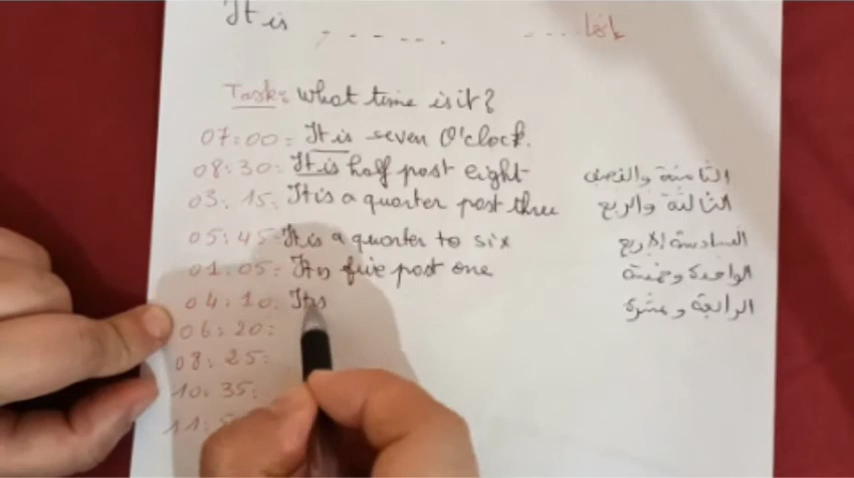 It is
Task: what time is it?
07:00 = It is seven O'clock.
08:30: It is half past eight الثامنة والنصف
03:15: It is a quarter past three الثالثة والربع
05:45 It is a quarter to six السادسة إلا ربع
01:05: It is five past one الواحدة وخمسة
04:10: It is الرابعة وعشرة
06:20:
08:25:
10:35: